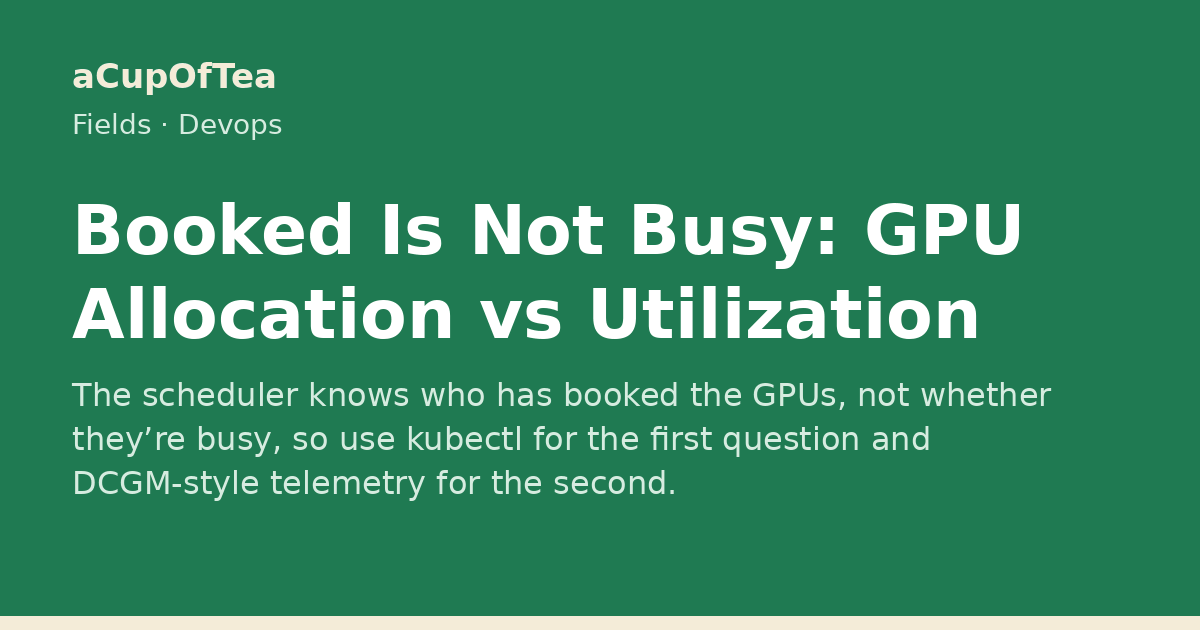 aCupOfTea
Fields · Devops
Booked Is Not Busy: GPU
Allocation vs Utilization
The scheduler knows who has booked the GPUs, not whether
they’re busy, so use kubectl for the first question and
DCGM-style telemetry for the second.